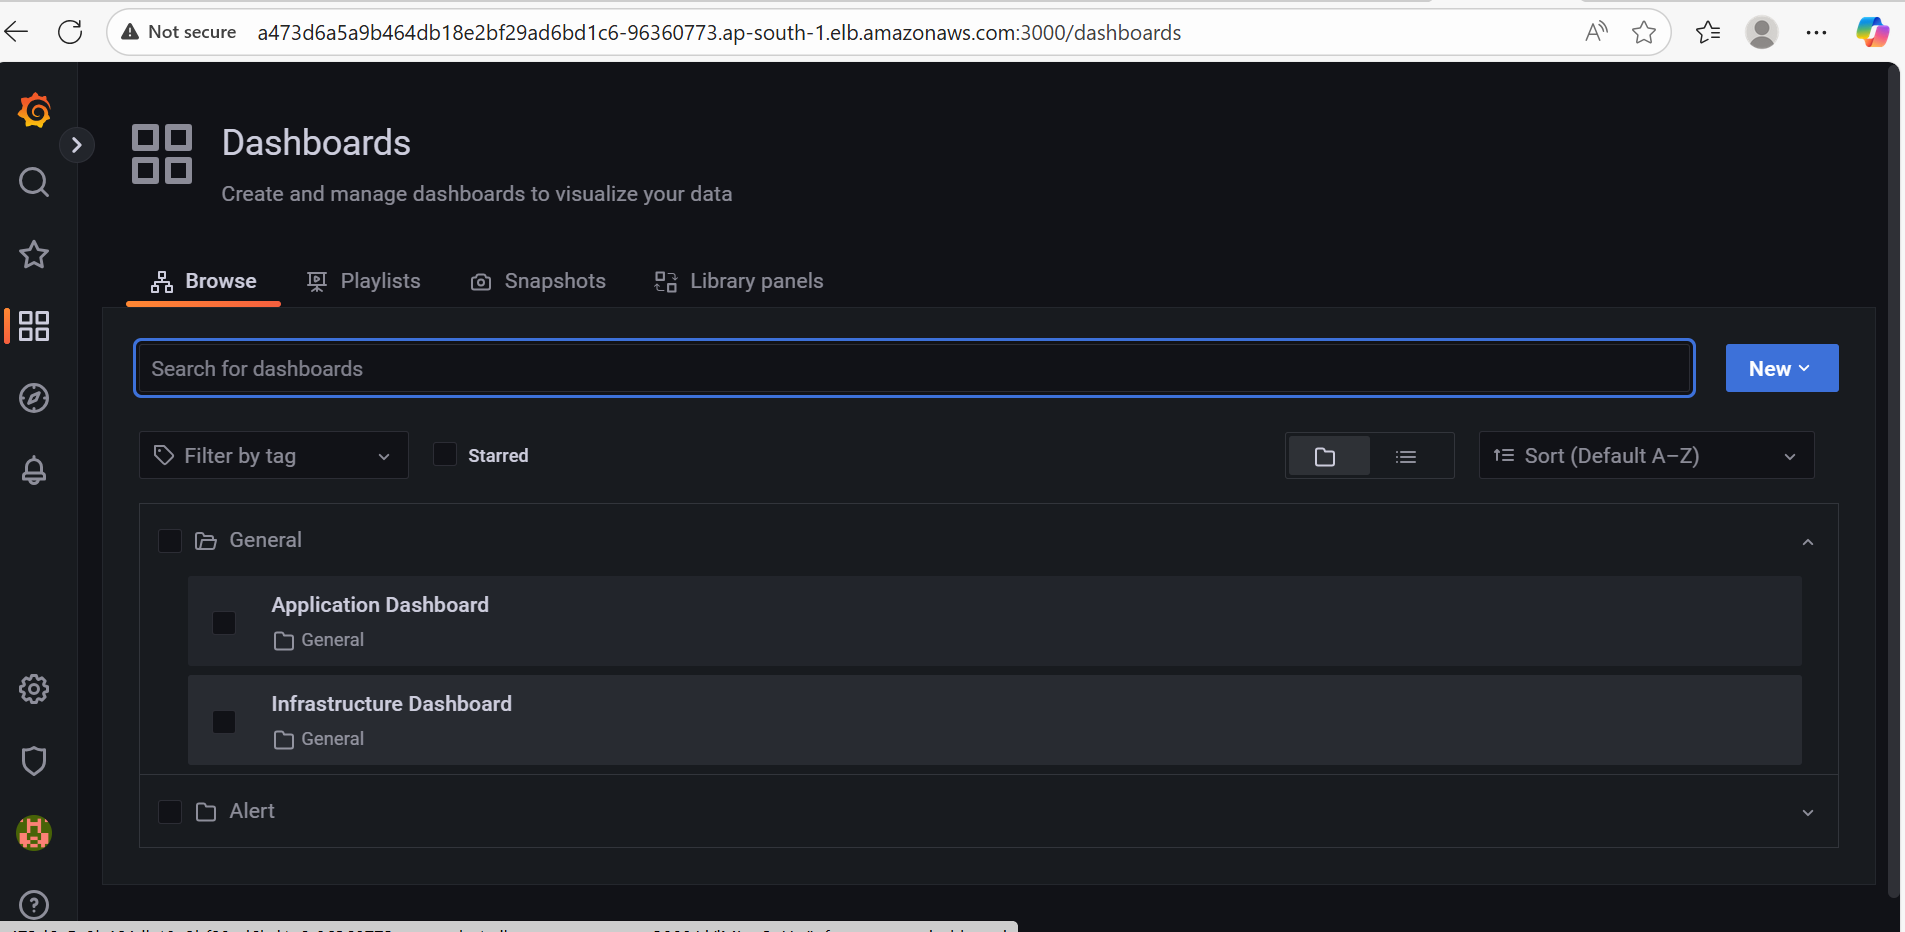 Not secure a473d6a5a9b464db18e2bf29ad6bd1c6-96360773.ap-south-1.elb.amazonaws.com:3000/dashboards
Dashboards
Create and manage dashboards to visualize your data
Browse Playlists Snapshots Library panels
Search for dashboards New
Filter by tag Starred Sort (Default A–Z)
General
Application Dashboard
General
Infrastructure Dashboard
General
Alert